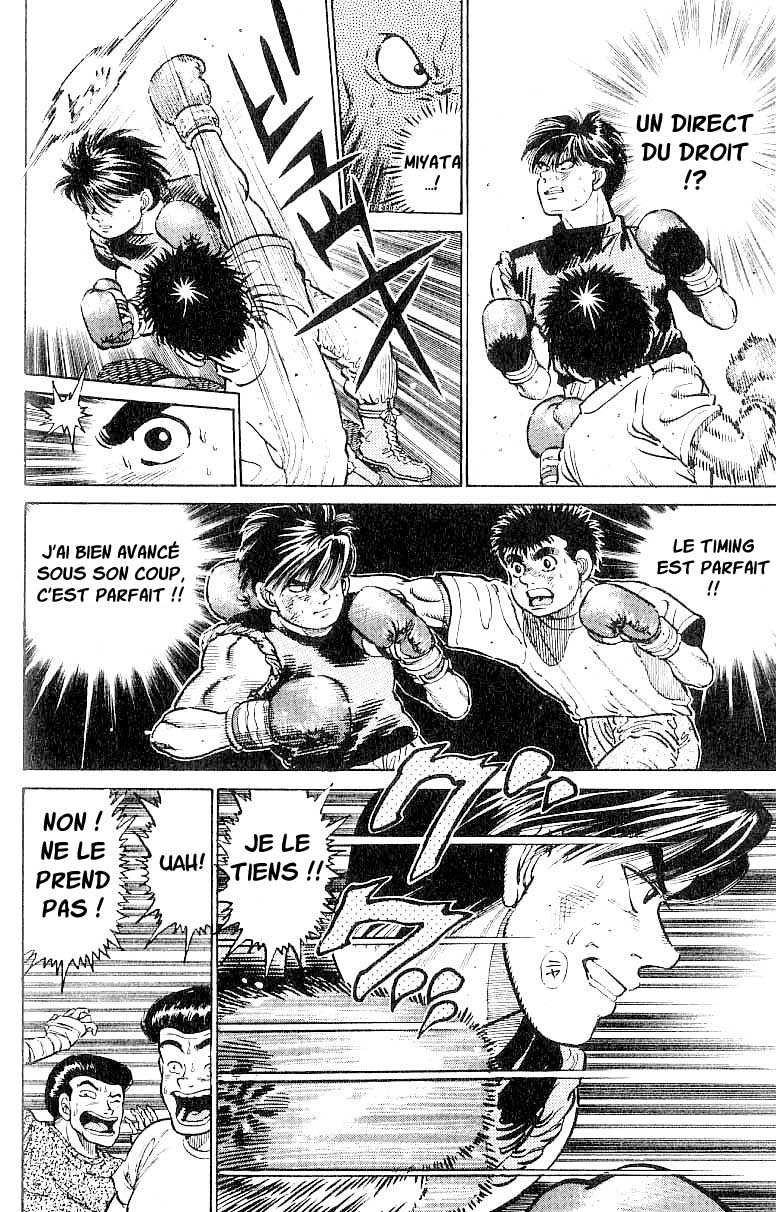 UN DIRECT
DU DROIT
!?
MIYATA
...!
LE TIMING
EST PARFAIT
!!
J'AI BIEN AVANCÉ
SOUS SON COUP,
C'EST PARFAIT !!
JE LE
TIENS !!
UAH!
NON !
NE LE
PREND
PAS !